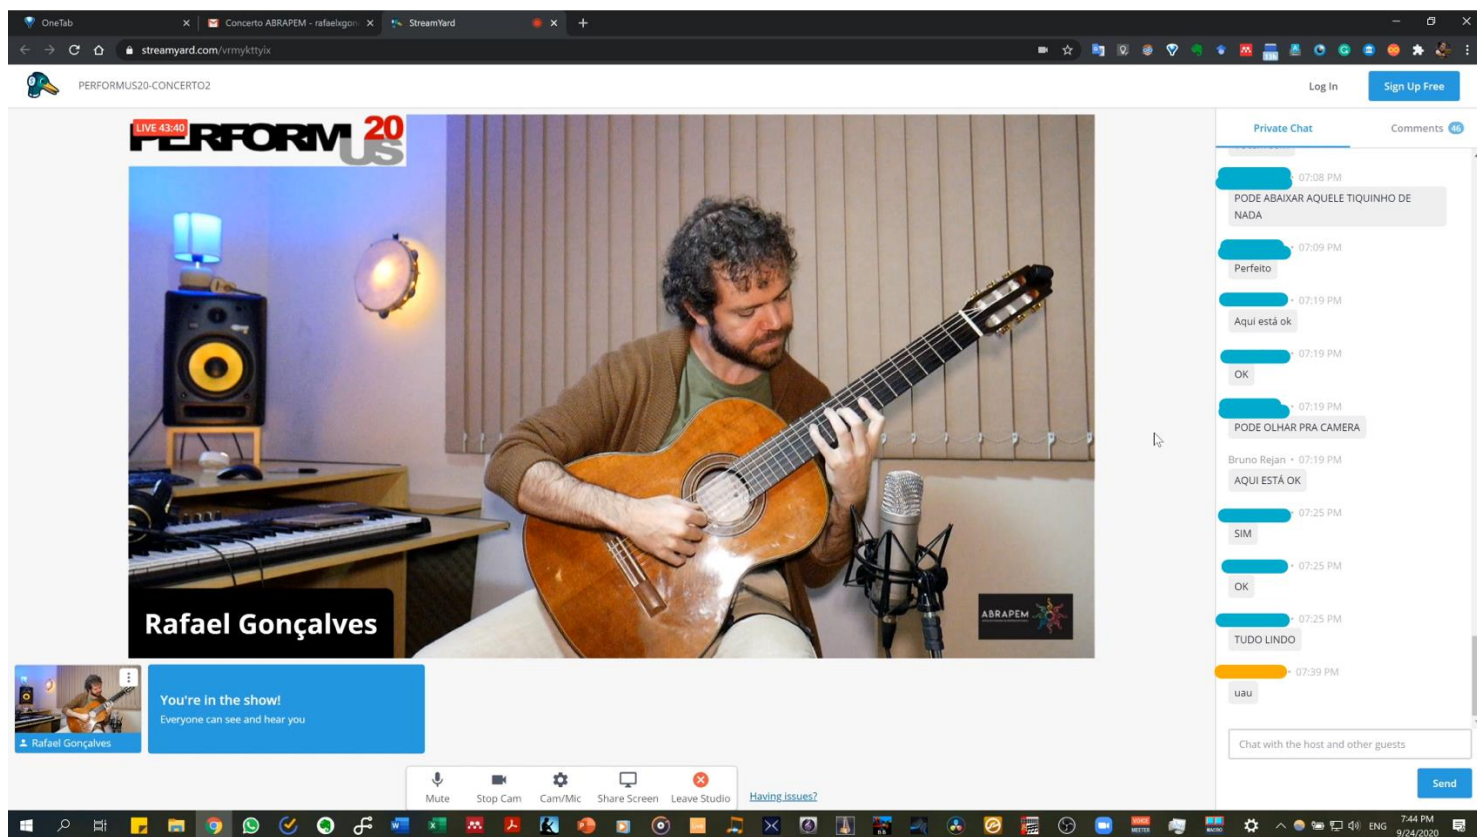 OneTab
Concerto ABRAPEM - rafaelxgon
StreamYard
streamyard.com/vrmykttyix
PERFORMUS20-CONCERTO2
Log In
Sign Up Free
LIVE 43:40
PERFORM 20
US
Private Chat
Comments 46
07:08 PM
PODE ABAIXAR AQUELE TIQUINHO DE
NADA
07:09 PM
Perfeito
07:19 PM
Aqui está ok
07:19 PM
OK
07:19 PM
PODE OLHAR PRA CAMERA
Bruno Rejan • 07:19 PM
AQUI ESTÁ OK
07:25 PM
SIM
07:25 PM
OK
07:25 PM
TUDO LINDO
07:39 PM
uau
ABRAPEM
Rafael Gonçalves
You're in the show!
Everyone can see and hear you
Rafael Gonçalves
Chat with the host and other guests
Send
Mute
Stop Cam
Cam/Mic
Share Screen
Leave Studio
Having issues?
ENG
7:44 PM
9/24/2020